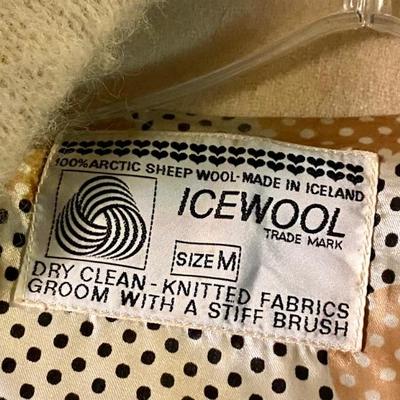 100% ARCTIC SHEEP WOOL-MADE IN ICELAND
ICEWOOL
TRADE MARK
SIZE M
DRY CLEAN - KNITTED FABRICS
GROOM WITH A STIFF BRUSH